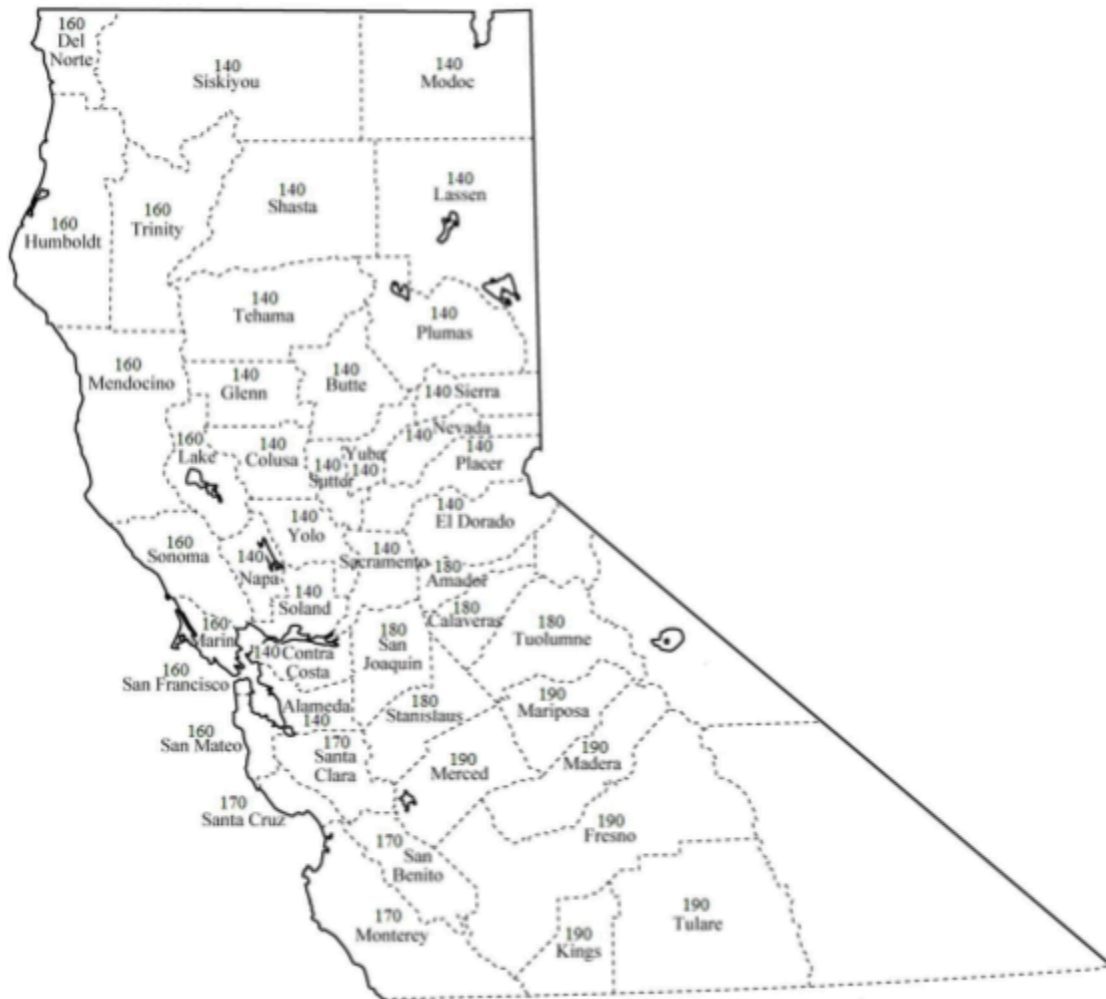 160
Del
Norte
140
Siskiyou
140
Modoc
140
Lassen
140
Shasta
160
Trinity
160
Humboldt
140
Tehama
140
Plumas
160
Mendocino
140
Glenn
140
Butte
140 Sierra
Nevada
140
160
Lake
140
Colusa
Yuba
140
140
Sutter
140
Placer
140
El Dorado
140
Yolo
160
Sonoma
140
Napa
140
Sacramento
180
Amador
140
Soland
180
Calaveras
180
Tuolumne
160
Marin
180
San
Joaquin
140 Contra
Costa
160
San Francisco
Alameda
140
180
Stanislaus
190
Mariposa
160
San Mateo
170
Santa
Clara
190
Merced
190
Madera
170
Santa Cruz
190
Fresno
170 San
Benito
170
Monterey
190
Kings
190
Tulare